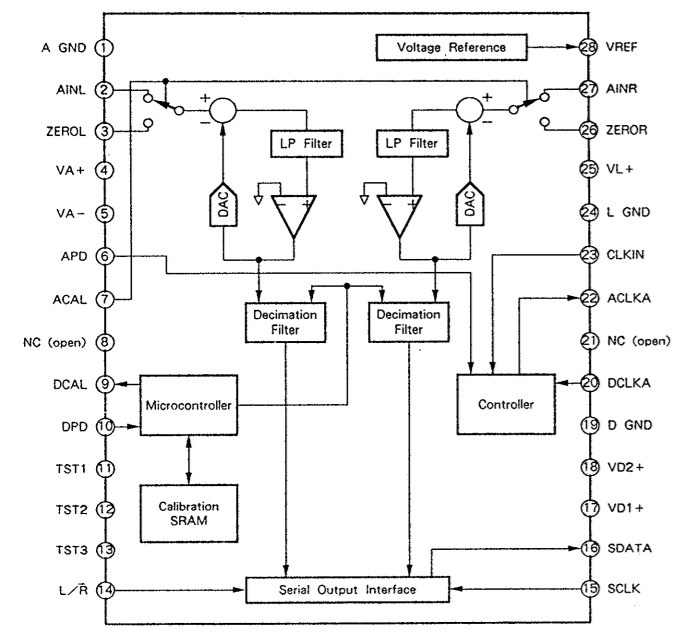 A GND 1
Voltage Reference
28 VREF
AINL 2
27 AINR
+ −
+ −
ZEROL 3
26 ZEROR
LP Filter
LP Filter
VA+ 4
25 VL+
DAC
− +
− +
DAC
VA− 5
24 L GND
APD 6
23 CLKIN
ACAL 7
22 ACLKA
Decimation
Filter
Decimation
Filter
NC (open) 8
21 NC (open)
DCAL 9
20 DCLKA
Microcontroller
Controller
DPD 10
19 D GND
TST1 11
18 VD2+
Calibration
SRAM
TST2 12
17 VD1+
TST3 13
16 SDATA
L/R̅ 14
Serial Output Interface
15 SCLK